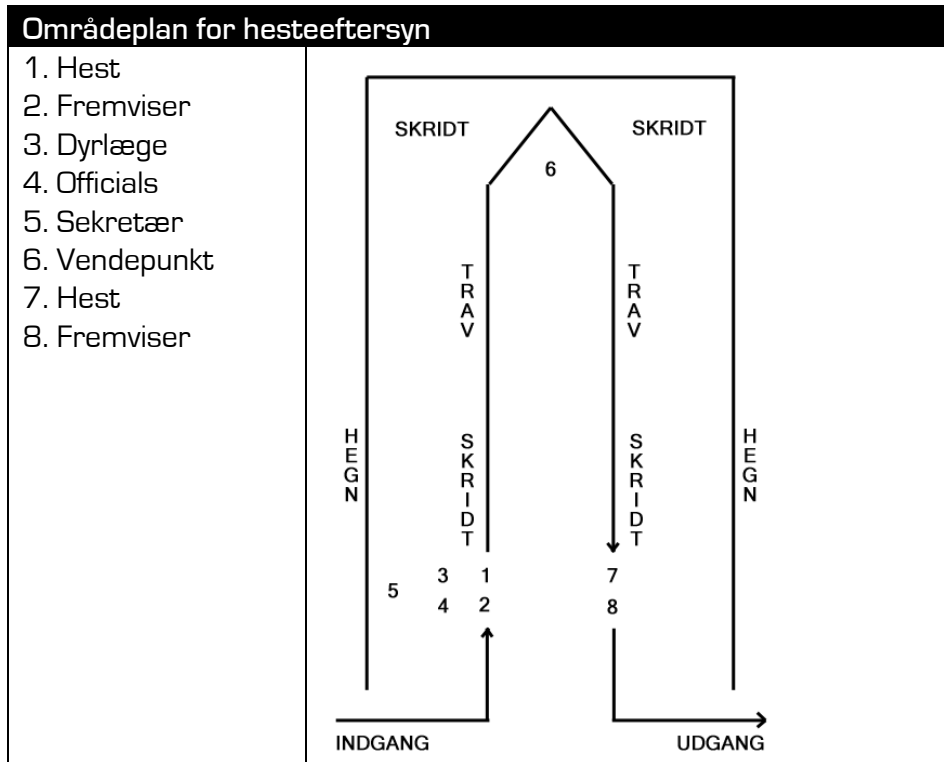 Områdeplan for hesteeftersyn
1. Hest
2. Fremviser
3. Dyrlæge
4. Officials
5. Sekretær
6. Vendepunkt
7. Hest
8. Fremviser
SKRIDT
SKRIDT
6
TRAV
TRAV
HEGN
SKRIDT
SKRIDT
HEGN
5
3 1
4 2
7
8
INDGANG
UDGANG